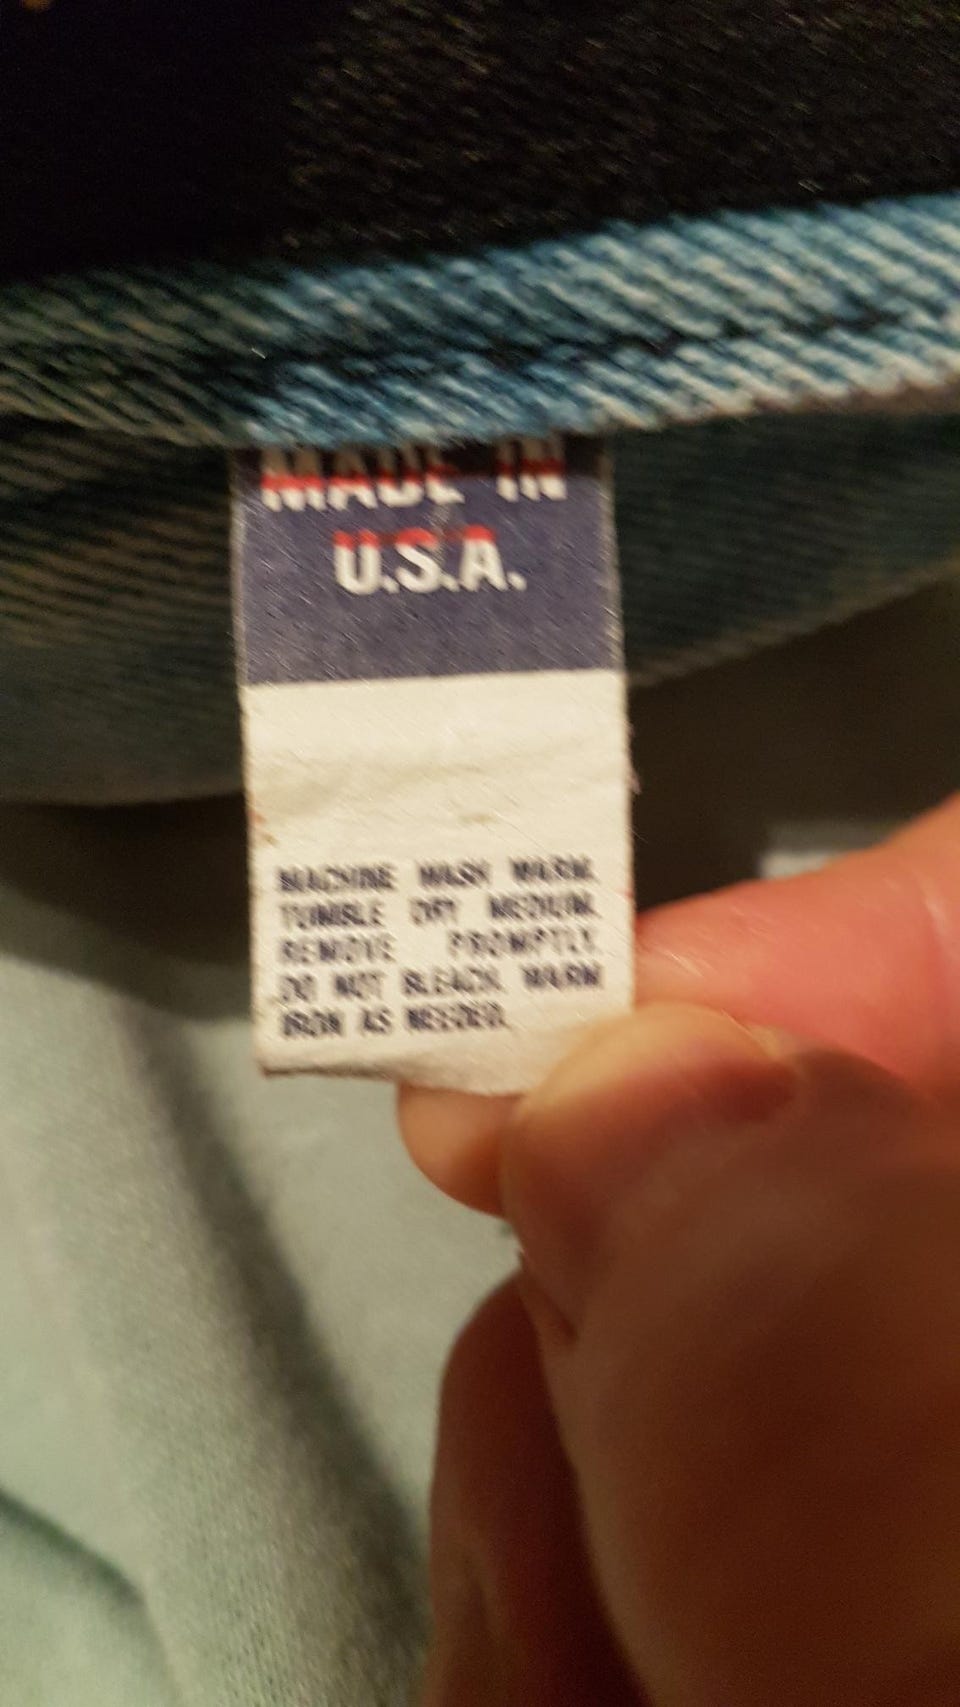 MADE IN
U.S.A.
MACHINE WASH WARM.
TUMBLE DRY MEDIUM.
REMOVE PROMPTLY.
DO NOT BLEACH. WARM
IRON AS NEEDED.